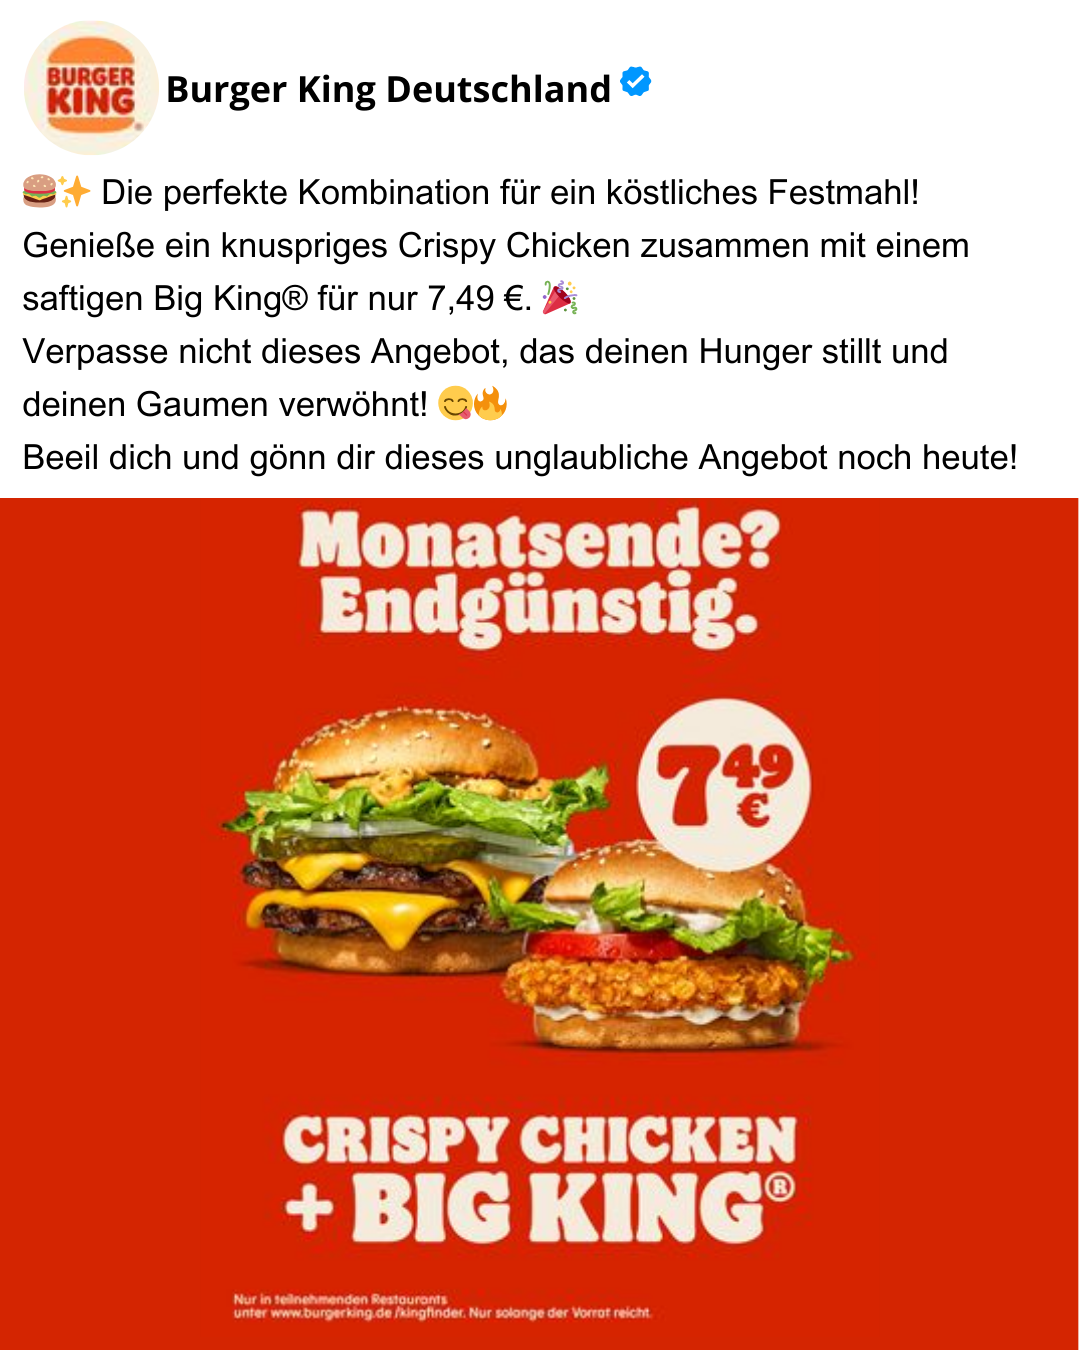 BURGER
KING
®
Burger King Deutschland
🍔✨ Die perfekte Kombination für ein köstliches Festmahl!
Genieße ein knuspriges Crispy Chicken zusammen mit einem
saftigen Big King® für nur 7,49 €. 🎉
Verpasse nicht dieses Angebot, das deinen Hunger stillt und
deinen Gaumen verwöhnt! 😋🔥
Beeil dich und gönn dir dieses unglaubliche Angebot noch heute!
Monatsende?
Endgünstig.
7 49 €
CRISPY CHICKEN
+ BIG KING®
Nur in teilnehmenden Restaurants
unter www.burgerking.de /kingfinder. Nur solange der Vorrat reicht.